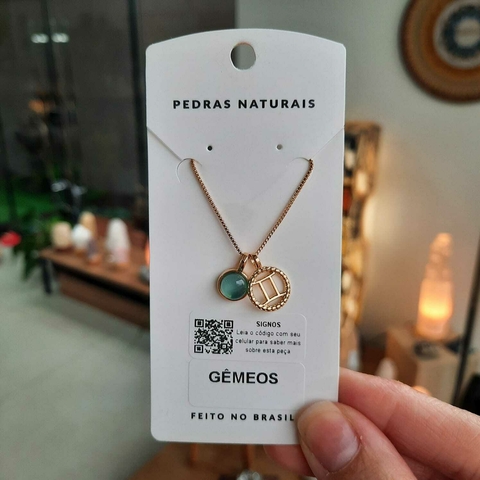 PEDRAS NATURAIS
SIGNOS
Leia o código com seu
celular para saber mais
sobre esta peça
GÊMEOS
FEITO NO BRASIL